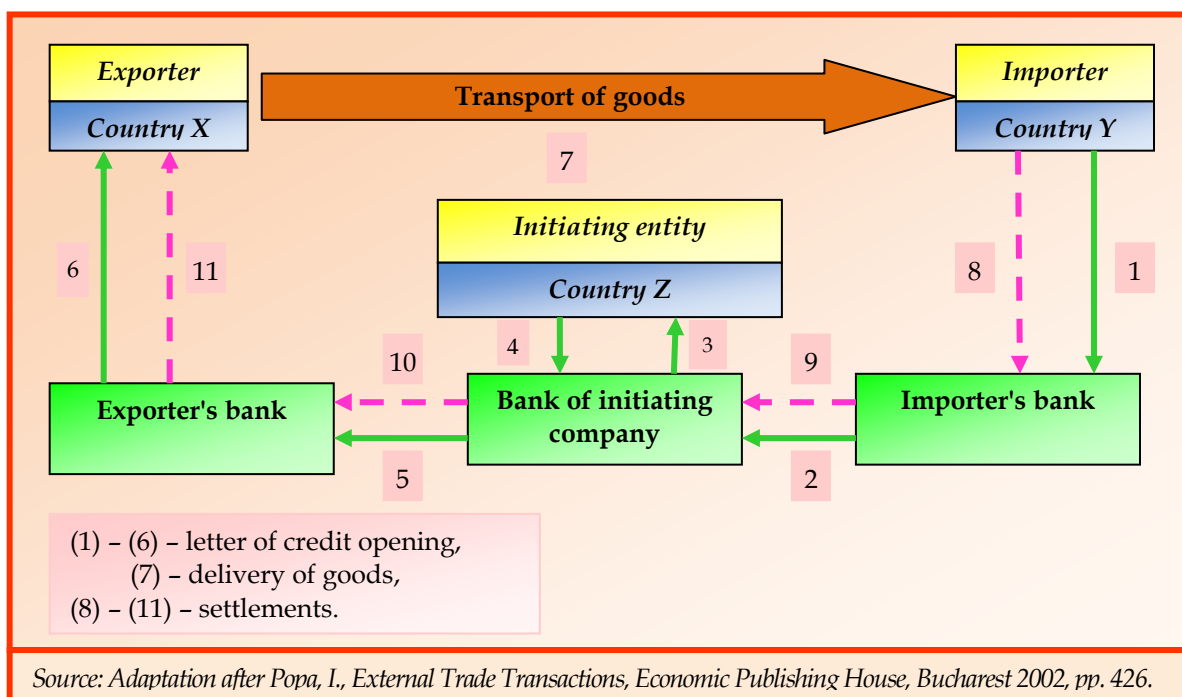 Exporter
Country X
Transport of goods
Importer
Country Y
7
Initiating entity
Country Z
6
11
8
1
4
3
10
9
Exporter's bank
Bank of initiating
company
Importer's bank
5
2
(1) – (6) – letter of credit opening,
(7) – delivery of goods,
(8) – (11) – settlements.
Source: Adaptation after Popa, I., External Trade Transactions, Economic Publishing House, Bucharest 2002, pp. 426.